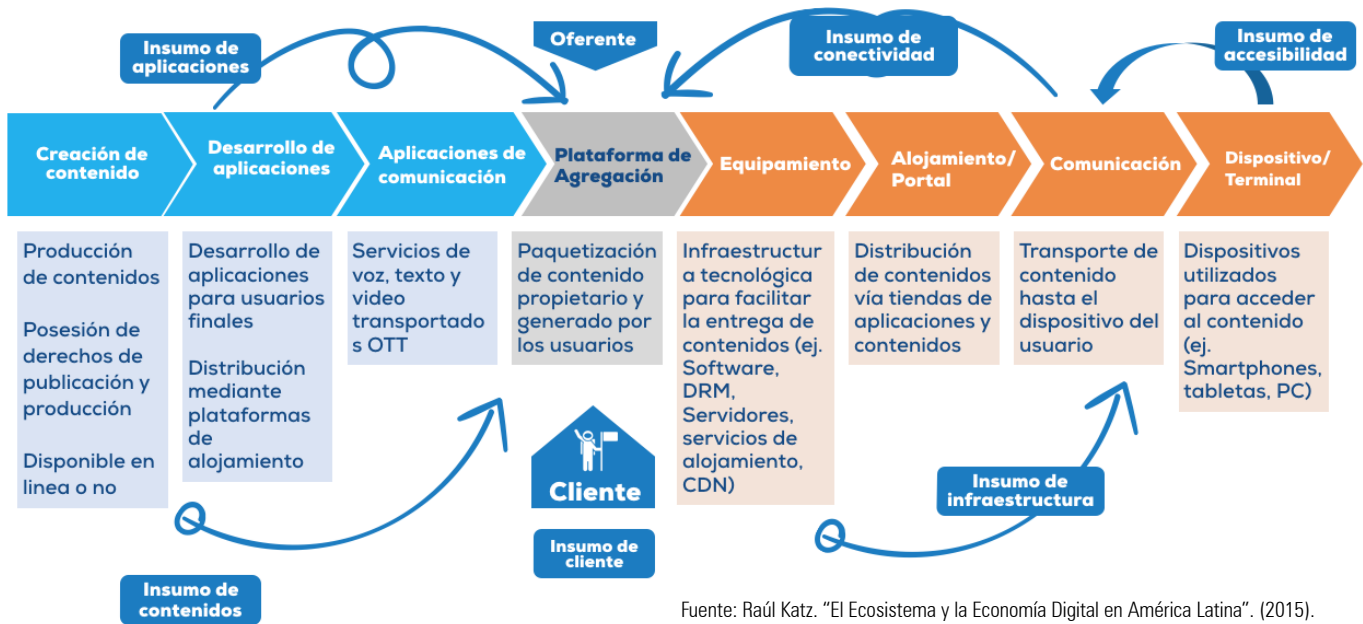 Insumo de
aplicaciones
Oferente
Insumo de
conectividad
Insumo de
accesibilidad
Creación de
contenido
Desarrollo de
aplicaciones
Aplicaciones de
comunicación
Plataforma de
Agregación
Equipamiento
Alojamiento/
Portal
Comunicación
Dispositivo/
Terminal
Producción
de contenidos
Posesión de
derechos de
publicación y
producción
Disponible en
linea o no
Desarrollo de
aplicaciones
para usuarios
finales
Distribución
mediante
plataformas
de
alojamiento
Servicios de
voz, texto y
video
transportado
s OTT
Paquetización
de contenido
propietario y
generado por
los usuarios
Infraestructur
a tecnológica
para facilitar
la entrega de
contenidos (ej.
Software,
DRM,
Servidores,
servicios de
alojamiento,
CDN)
Distribución
de contenidos
vía tiendas de
aplicaciones y
contenidos
Transporte de
contenido
hasta el
dispositivo del
usuario
Dispositivos
utilizados
para acceder
al contenido
(ej.
Smartphones,
tabletas, PC)
Cliente
Insumo de
cliente
Insumo de
infraestructura
Insumo de
contenidos
Fuente: Raúl Katz. “El Ecosistema y la Economía Digital en América Latina”. (2015).